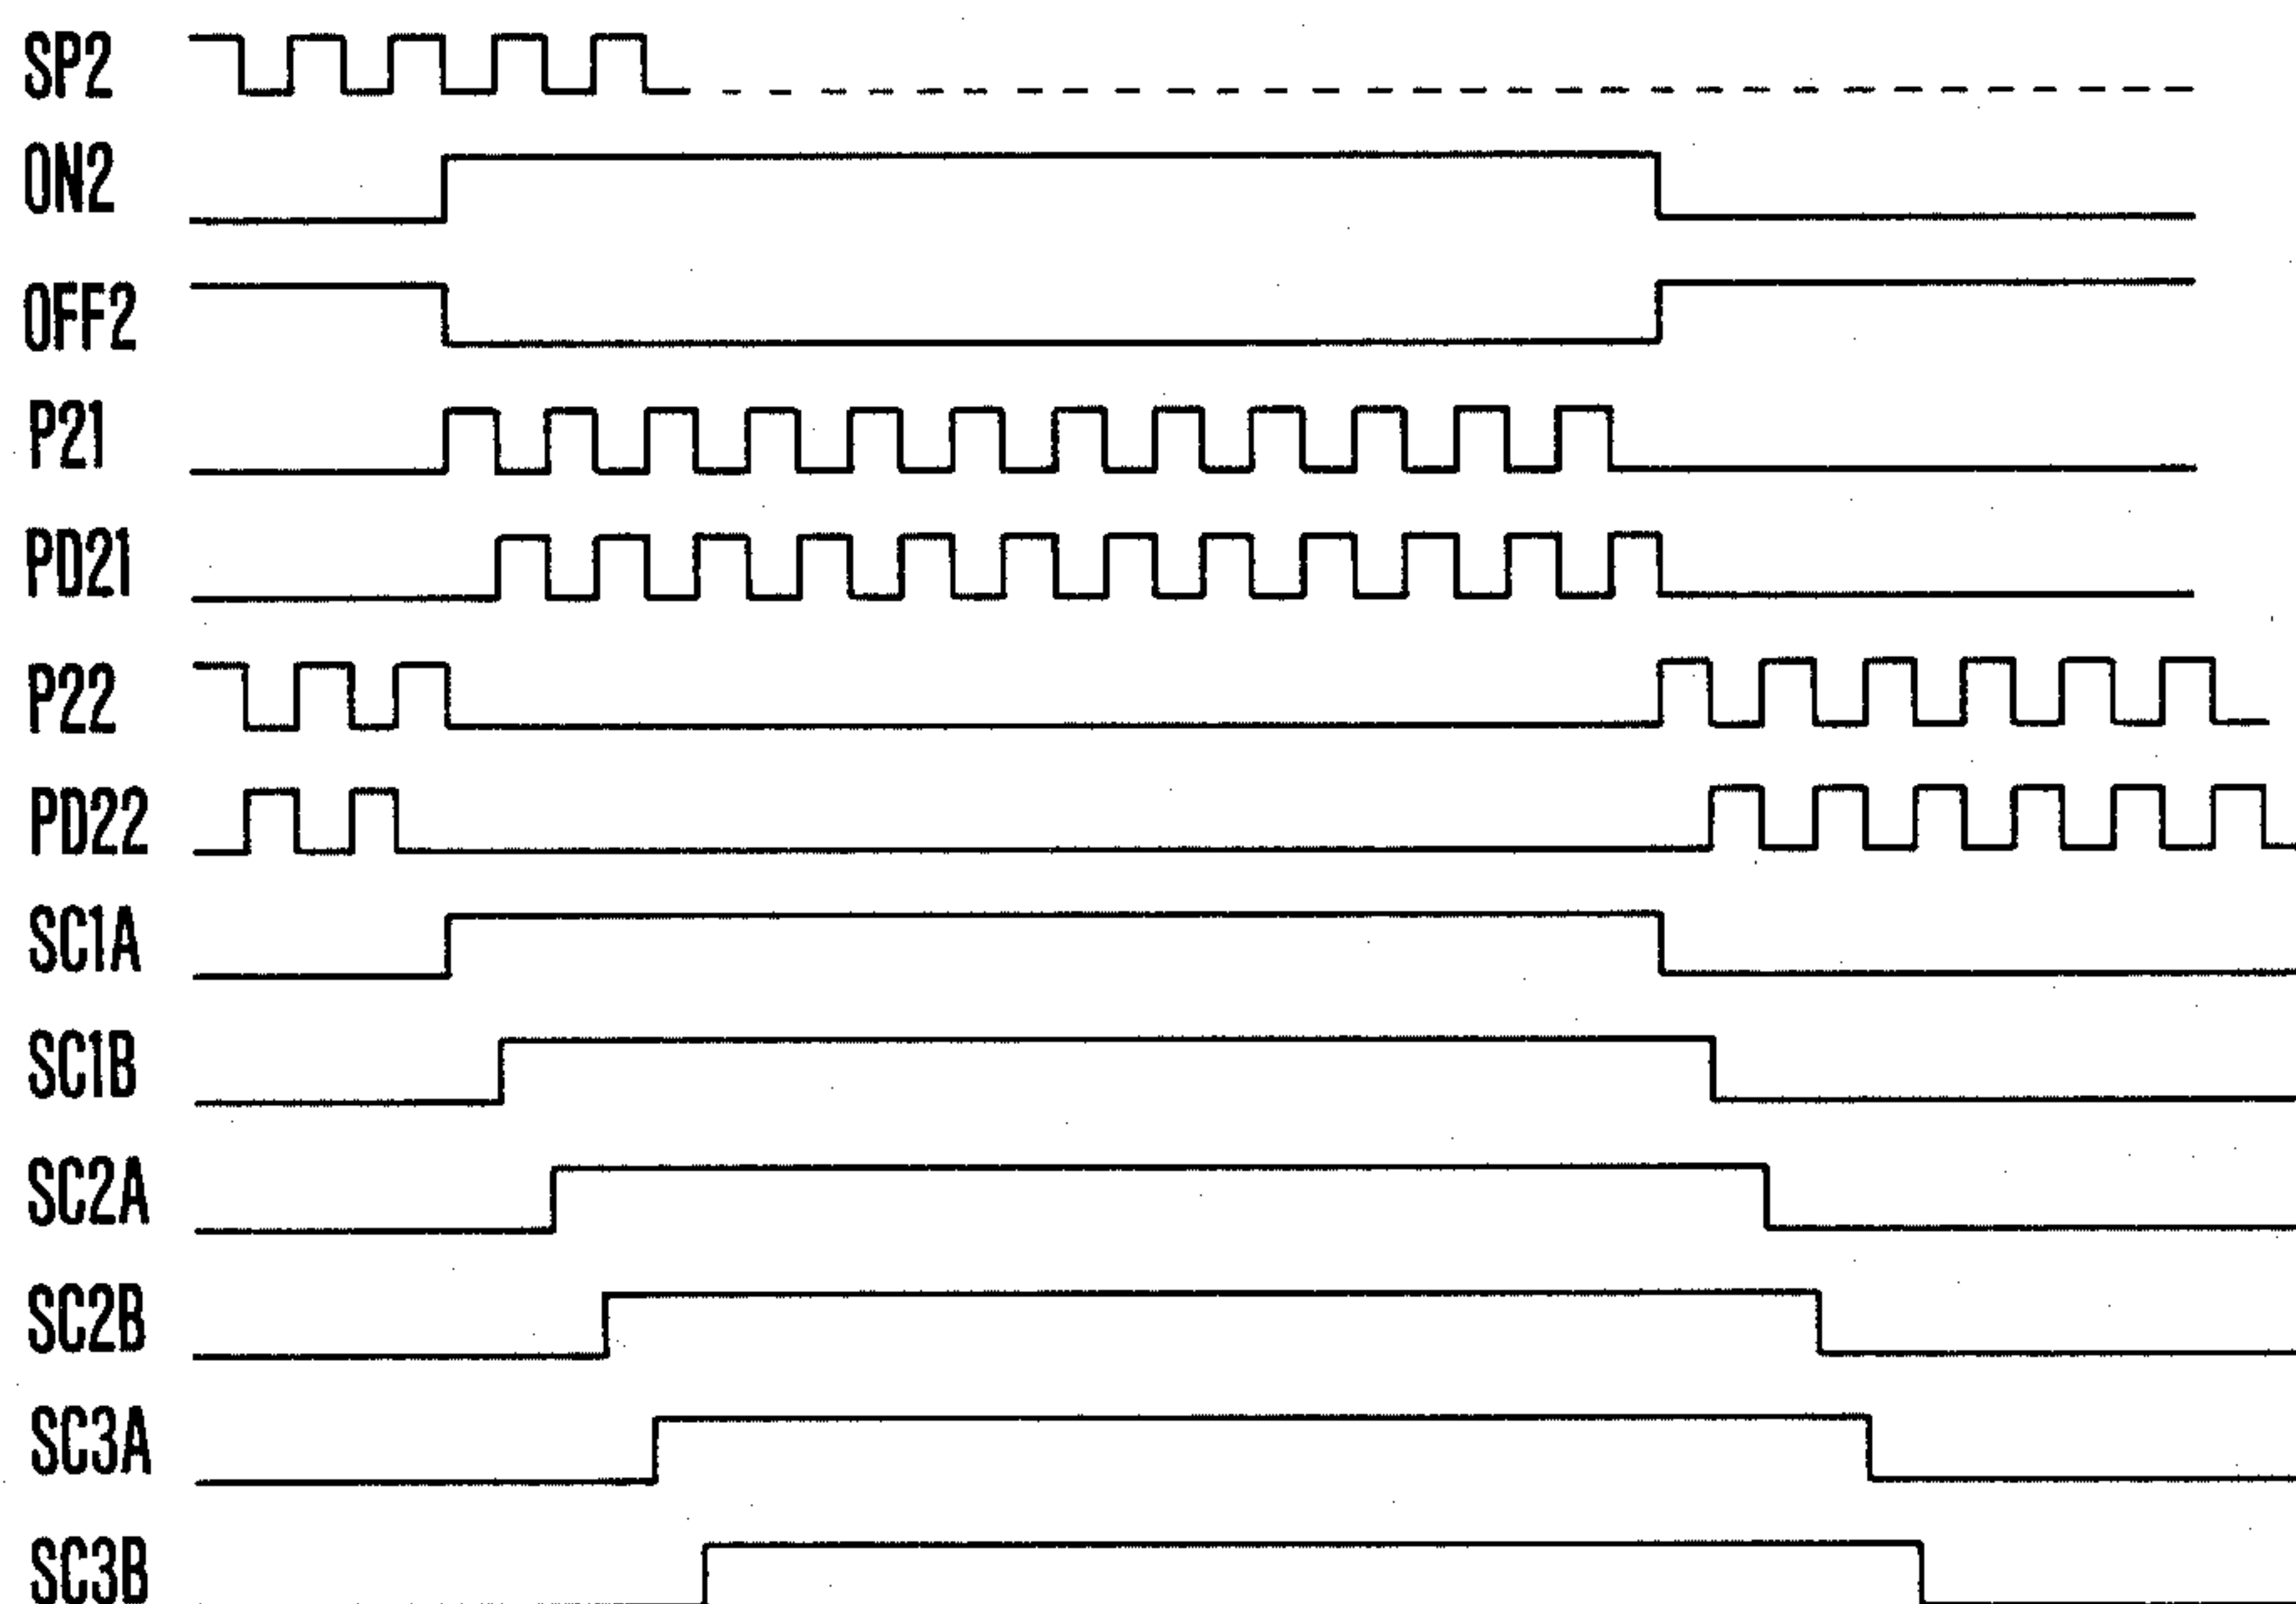 SP2
ON2
OFF2
P21
PD21
P22
PD22
SC1A
SC1B
SC2A
SC2B
SC3A
SC3B